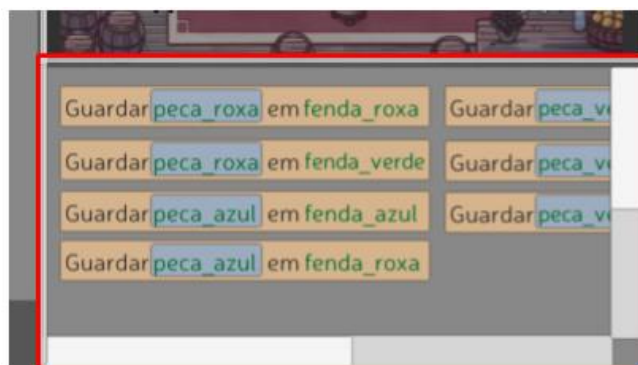 Guardar peca_roxa em fenda_roxa
Guardar peca_roxa em fenda_verde
Guardar peca_azul em fenda_azul
Guardar peca_azul em fenda_roxa
Guardar
Guardar
Guardar